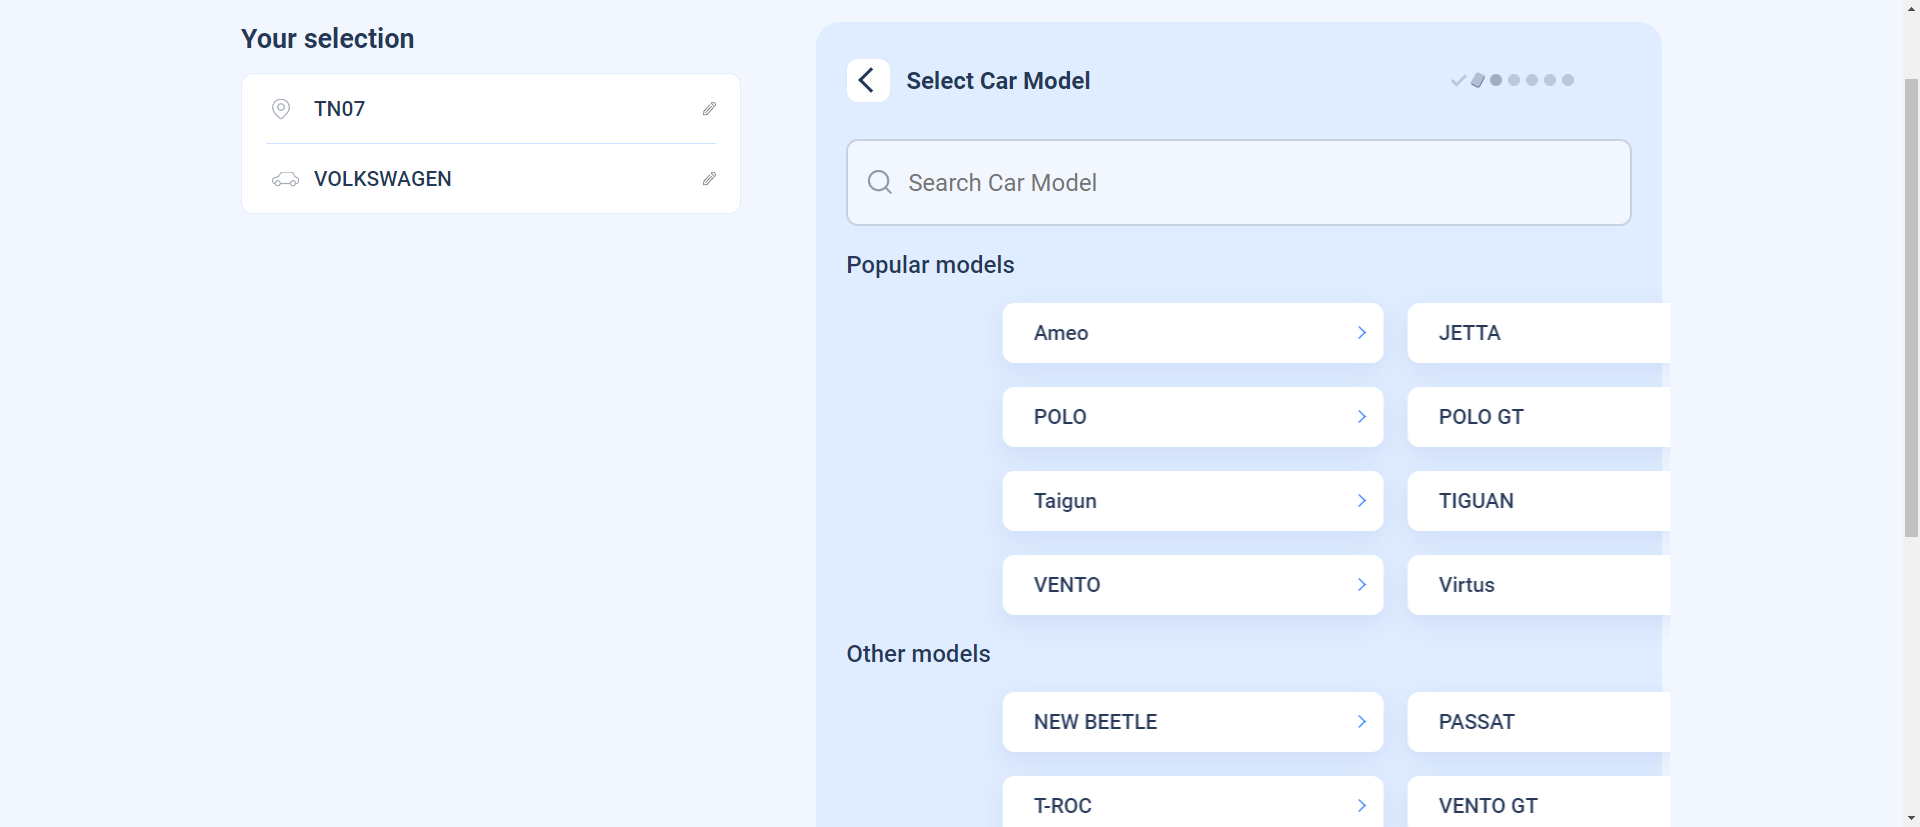 Your selection
TN07
VOLKSWAGEN
Select Car Model
Search Car Model
Popular models
Ameo
JETTA
POLO
POLO GT
Taigun
TIGUAN
VENTO
Virtus
Other models
NEW BEETLE
PASSAT
T-ROC
VENTO GT